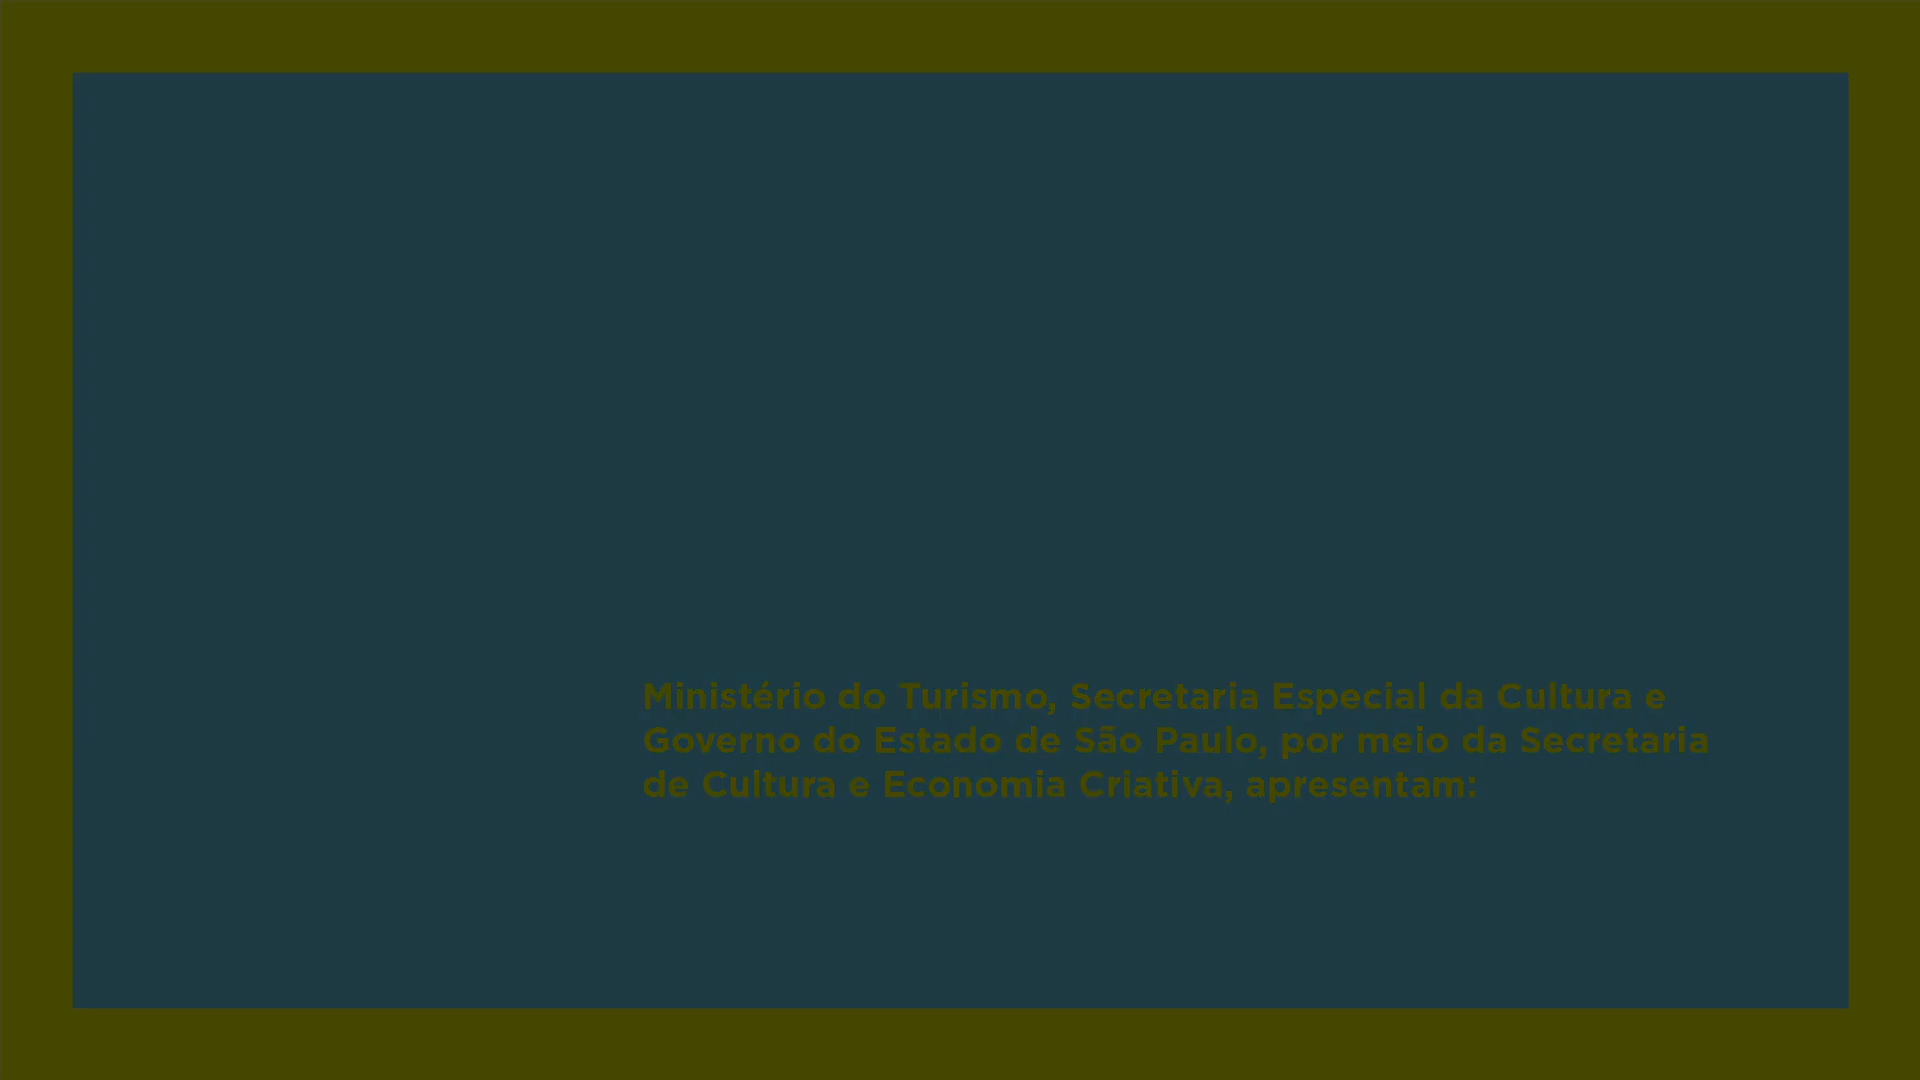 Ministério do Turismo, Secretaria Especial da Cultura e
Governo do Estado de São Paulo, por meio da Secretaria
de Cultura e Economia Criativa, apresentam: